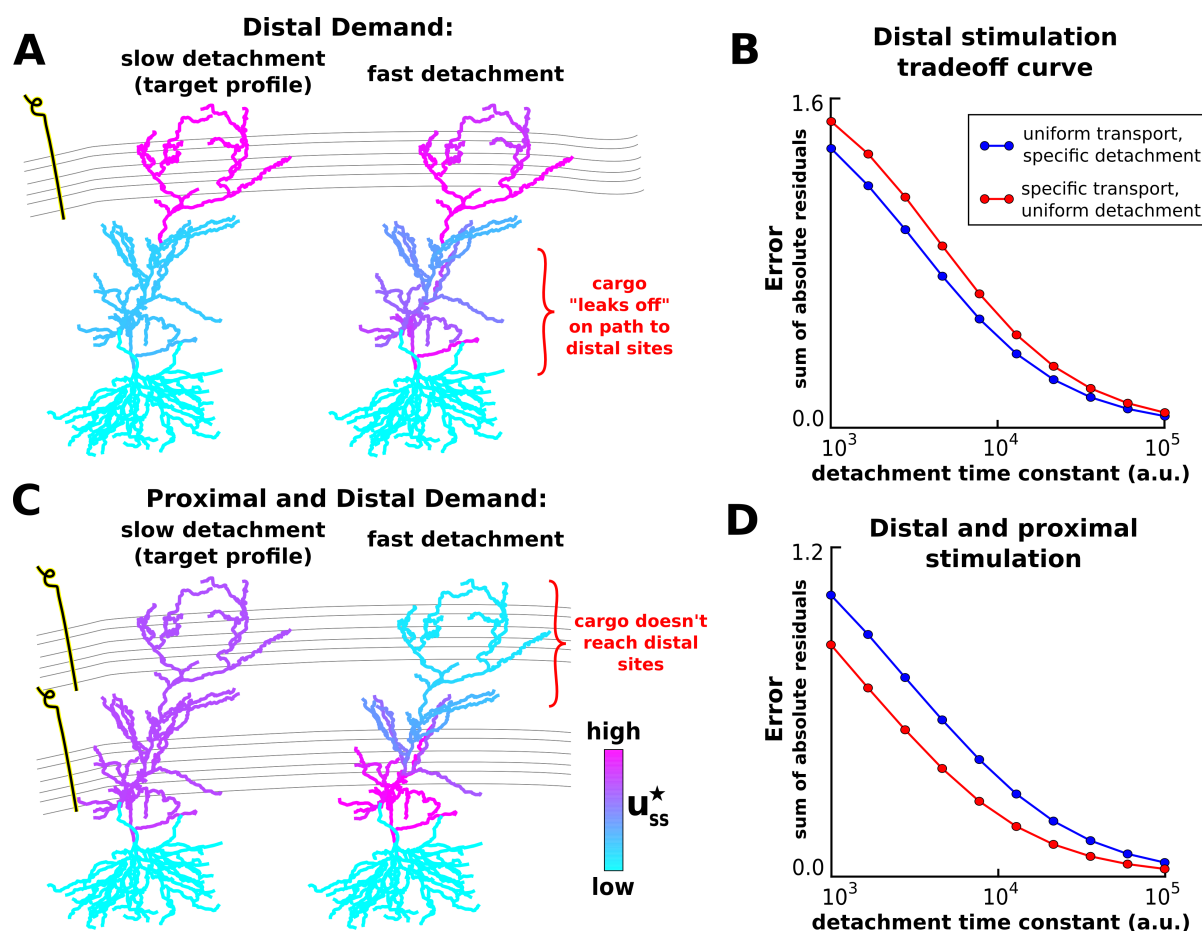 A
Distal Demand:
slow detachment
(target profile)
fast detachment
cargo
"leaks off"
on path to
distal sites
B
Distal stimulation
tradeoff curve
1.6
0.0
Error
sum of absolute residuals
uniform transport,
specific detachment
specific transport,
uniform detachment
10³
10⁴
10⁵
detachment time constant (a.u.)
C
Proximal and Distal Demand:
slow detachment
(target profile)
fast detachment
cargo doesn't
reach distal
sites
high
u★ss
low
D
Distal and proximal
stimulation
1.2
0.0
Error
sum of absolute residuals
10³
10⁴
10⁵
detachment time constant (a.u.)